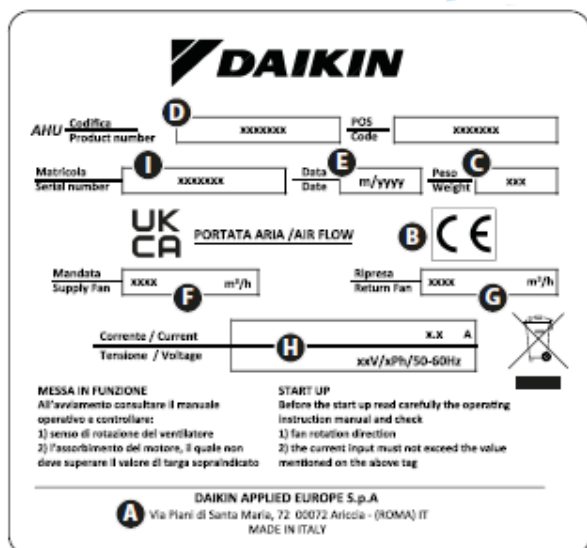 DAIKIN
D
AHU Codifica POS
Product number xxxxxxx Code xxxxxxx
I E C
Matricola Data Peso
Serial number xxxxxxx Date m/yyyy Weight xxx
UK
CA PORTATA ARIA /AIR FLOW B CE
Mandata Ripresa
Supply Fan xxxx m³/h Return Fan xxxx m³/h
F G
Corrente / Current x.x A
H
Tensione / Voltage xxV/xPh/50-60Hz
MESSA IN FUNZIONE
All'avviamento consultare il manuale
operativo e controllare:
1) senso di rotazione del ventilatore
2) l'assorbimento del motore, il quale non
deve superare il valore di targa sopraindicato
START UP
Before the start up read carefully the operating
instruction manual and check
1) fan rotation direction
2) the current input must not exceed the value
mentioned on the above tag
DAIKIN APPLIED EUROPE S.p.A
A Via Piani di Santa Maria, 72 00072 Ariccia - (ROMA) IT
MADE IN ITALY